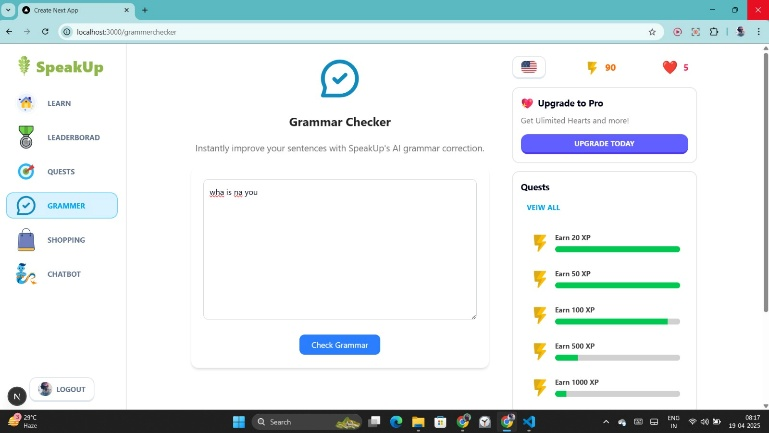 Create Next App
localhost:3000/grammerchecker
SpeakUp
LEARN
LEADERBORAD
QUESTS
GRAMMER
SHOPPING
CHATBOT
N
LOGOUT
Grammar Checker
Instantly improve your sentences with SpeakUp's AI grammar correction.
wha is na you
Check Grammar
90
5
Upgrade to Pro
Get Ulimited Hearts and more!
UPGRADE TODAY
Quests
VEIW ALL
Earn 20 XP
Earn 50 XP
Earn 100 XP
Earn 500 XP
Earn 1000 XP
29°C
Haze
Search
ENG
IN
08:17
19-04-2025